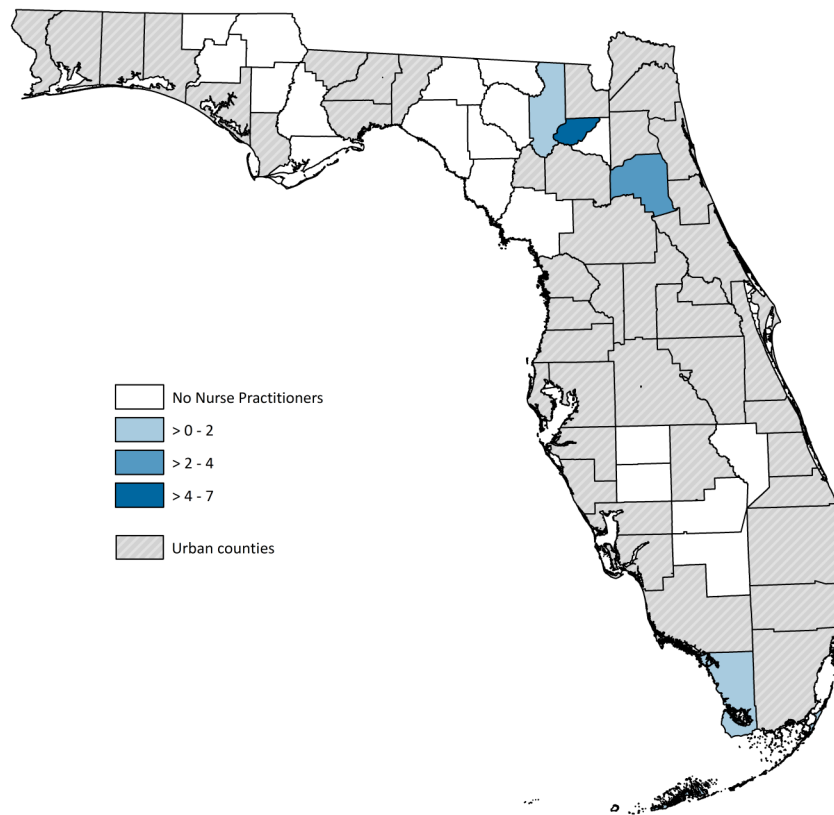 No Nurse Practitioners
> 0 - 2
> 2 - 4
> 4 - 7
Urban counties